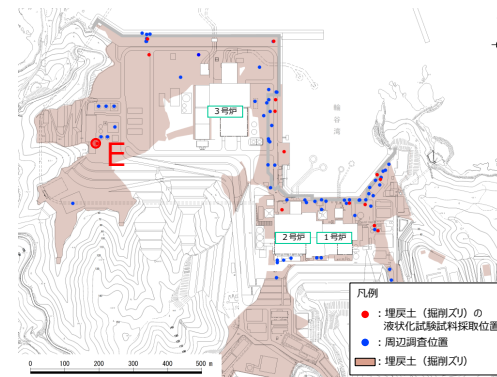 3号炉
輪谷湾
E
2号炉
1号炉
凡例
：埋戻土（掘削ズリ）の
液状化試験試料採取位置
：周辺調査位置
：埋戻土（掘削ズリ）
0 100 200 300 400 500 m